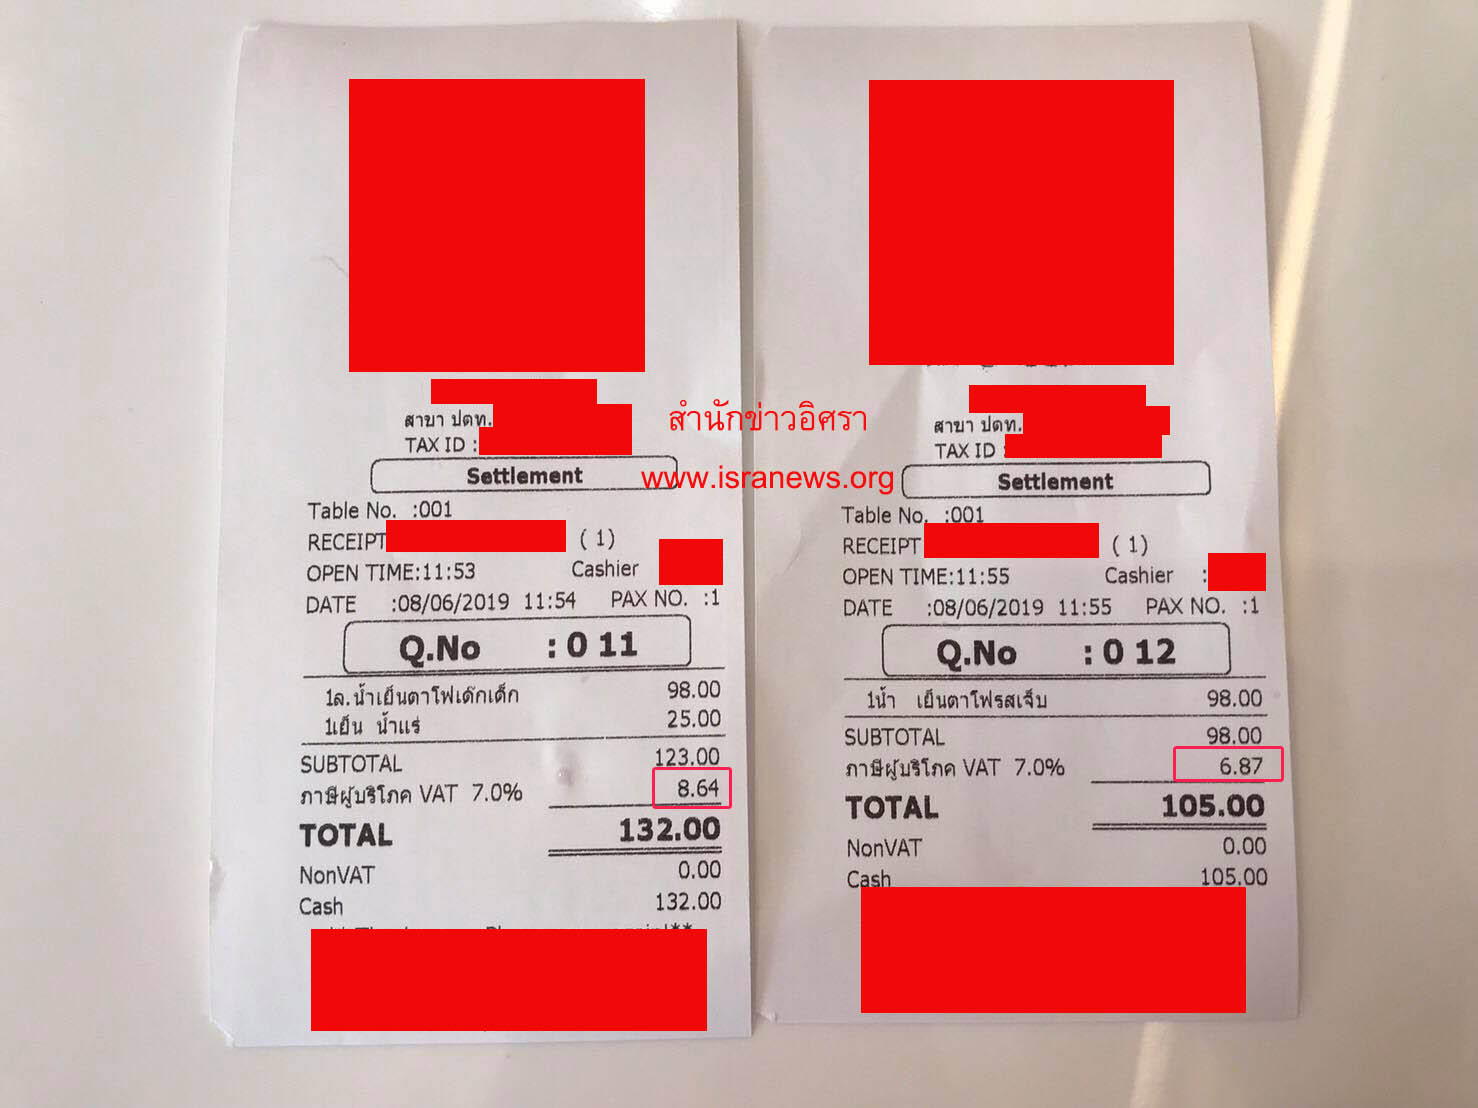 สาขา ปตท.
TAX ID :
Settlement
Table No. :001
RECEIPT ( 1)
OPEN TIME:11:53 Cashier
DATE :08/06/2019 11:54 PAX NO. :1
Q.No : 0 11
1ล.น้ำเย็นตาโฟเด๊กเด็ก 98.00
1เย็น น้ำแร่ 25.00
SUBTOTAL 123.00
ภาษีผู้บริโภค VAT 7.0% 8.64
TOTAL 132.00
NonVAT 0.00
Cash 132.00
สำนักข่าวอิศรา
www.isranews.org
สาขา ปตท.
TAX ID :
Settlement
Table No. :001
RECEIPT ( 1)
OPEN TIME:11:55 Cashier :
DATE :08/06/2019 11:55 PAX NO. :1
Q.No : 0 12
1น้ำ เย็นตาโฟรสเจ็บ 98.00
SUBTOTAL 98.00
ภาษีผู้บริโภค VAT 7.0% 6.87
TOTAL 105.00
NonVAT 0.00
Cash 105.00